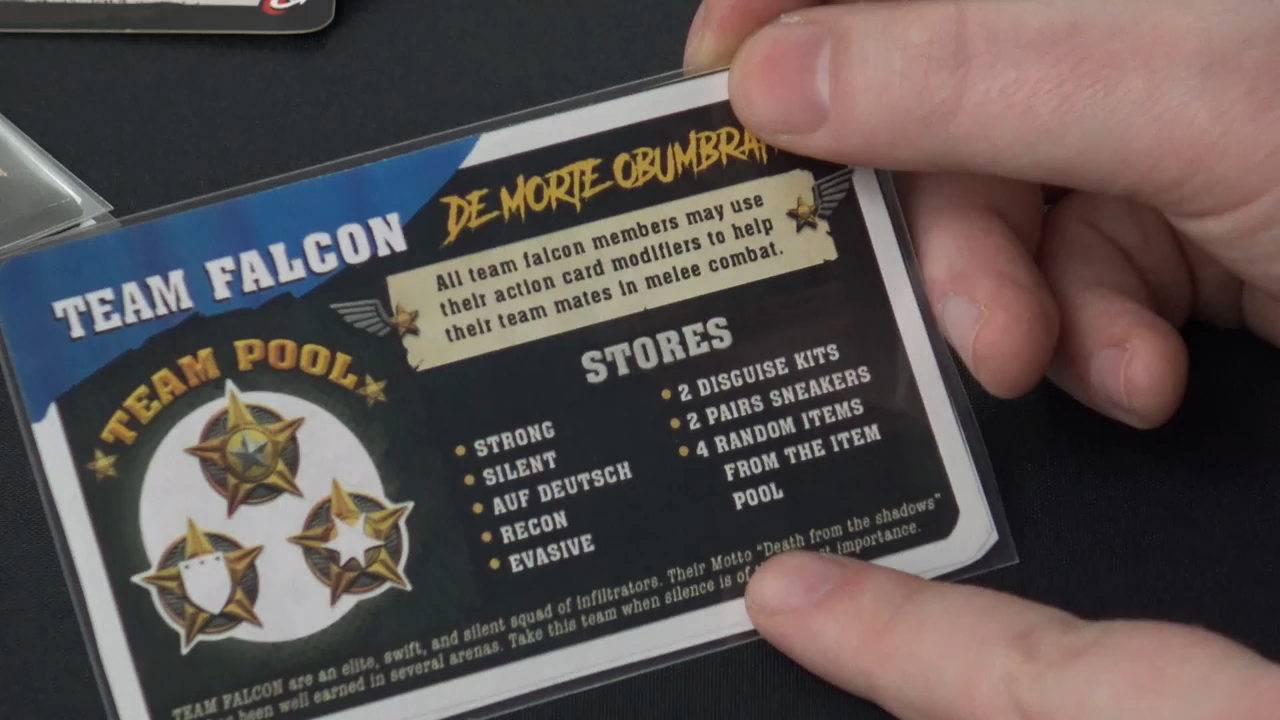 TEAM FALCON
DE MORTE
All team falcon members may use
their action card modifiers to help
their team mates in melee combat.
TEAM POOL
STORES
• STRONG
• SILENT
• AUF DEUTSCH
• RECON
• EVASIVE
• 2 DISGUISE KITS
• 2 PAIRS SNEAKERS
• 4 RANDOM ITEMS
FROM THE ITEM
POOL
TEAM FALCON are an elite, swift, and silent squad of infiltrators. Their Motto “Death from the shadows”
been well earned in several arenas. Take this team when silence is of importance.